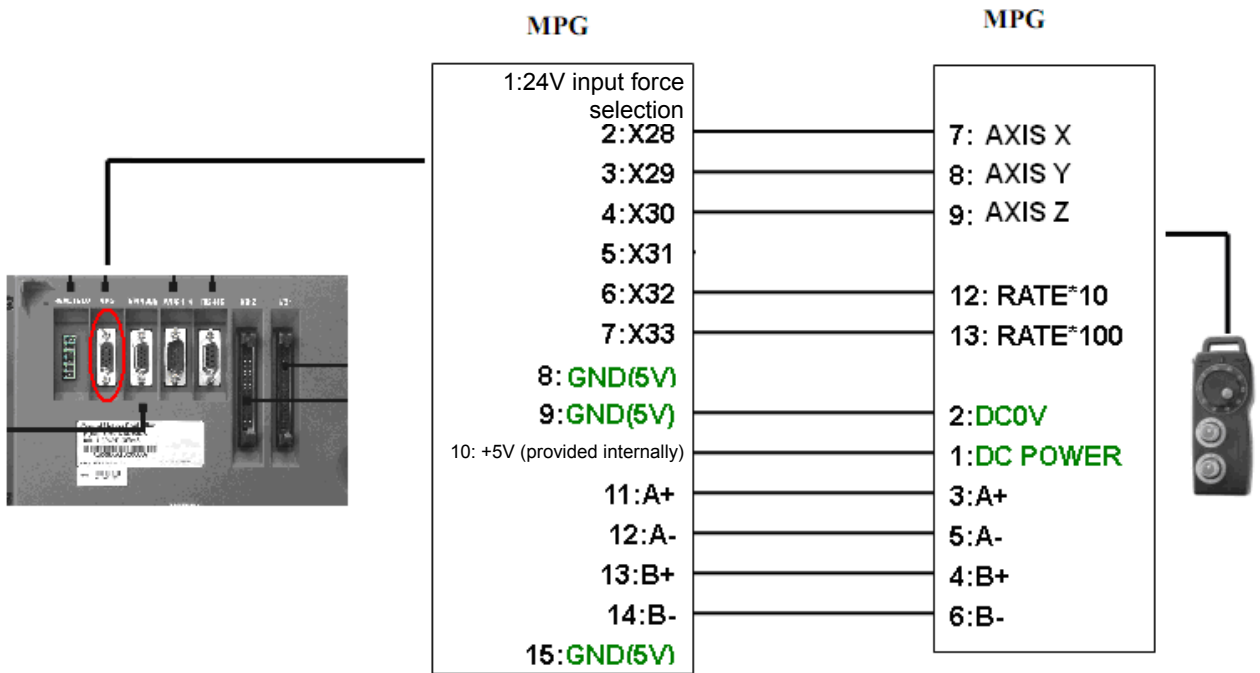 MPG
MPG
1:24V input force
selection
2:X28
7: AXIS X
3:X29
8: AXIS Y
4:X30
9: AXIS Z
5:X31
6:X32
12: RATE*10
7:X33
13: RATE*100
8: GND(5V)
9:GND(5V)
2:DC0V
10: +5V (provided internally)
1:DC POWER
11:A+
3:A+
12:A-
5:A-
13:B+
4:B+
14:B-
6:B-
15:GND(5V)